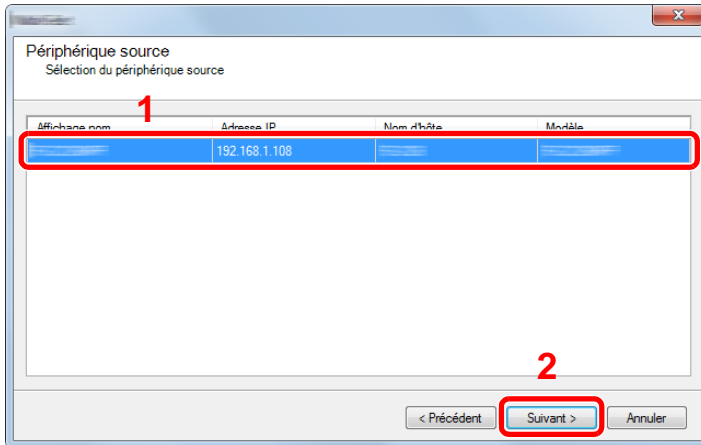 Périphérique source
Sélection du périphérique source
1
Affichage nom Adresse IP Nom d'hôte Modèle
192.168.1.108
2
< Précédent Suivant > Annuler